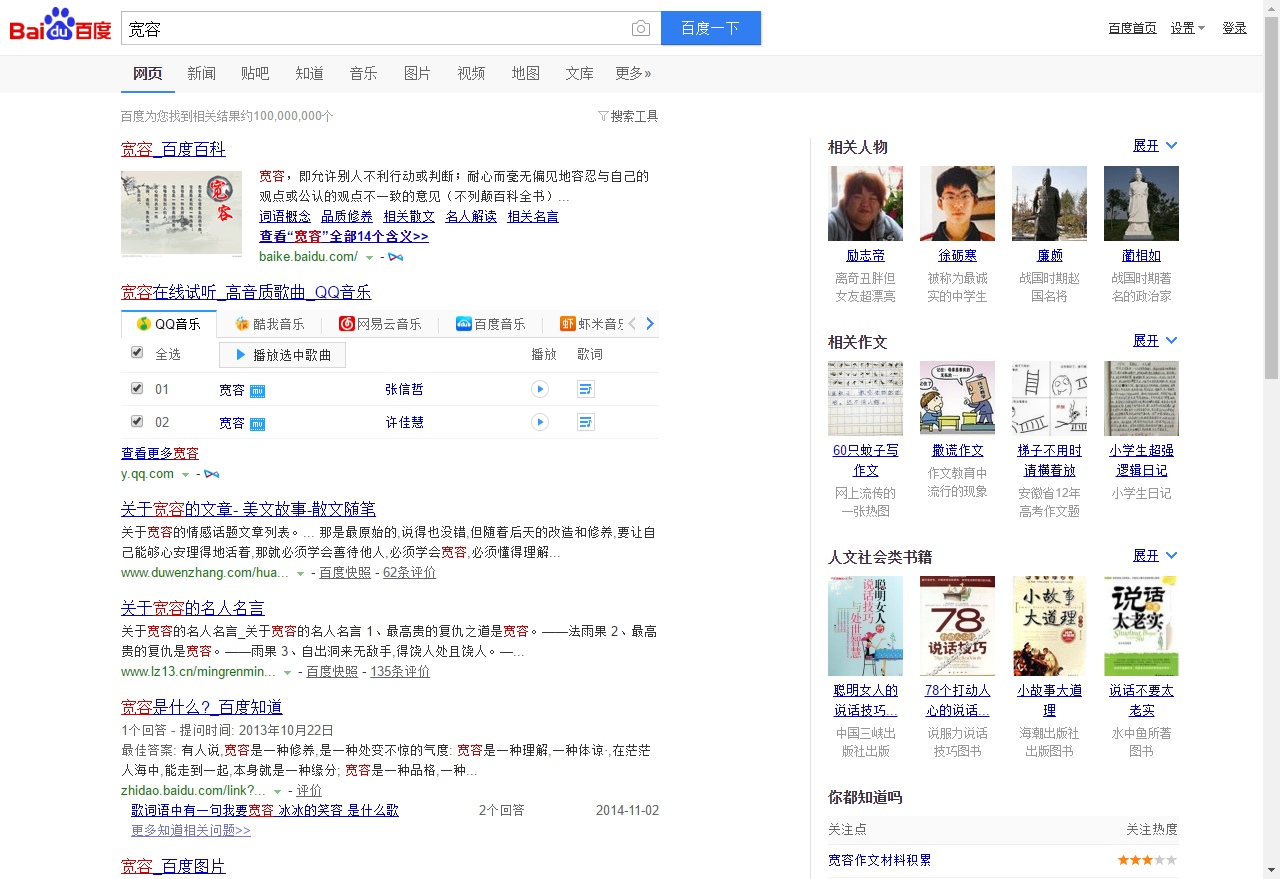 Bai du 百度
宽容
百度一下
百度首页 设置 登录
网页 新闻 贴吧 知道 音乐 图片 视频 地图 文库 更多»
百度为您找到相关结果约100,000,000个
搜索工具
宽容_百度百科
宽容
宽容，即允许别人不利行动或判断；耐心而毫无偏见地容忍与自己的
观点或公认的观点不一致的意见（不列颠百科全书）...
词语概念 品质修养 相关散文 名人解读 相关名言
查看“宽容”全部14个含义>>
baike.baidu.com/ -
宽容在线试听_高音质歌曲_QQ音乐
QQ音乐 酷我音乐 网易云音乐 百度音乐 虾 虾米音乐
全选 播放选中歌曲 播放 歌词
01 宽容 mv 张信哲
02 宽容 mv 许佳慧
查看更多宽容
y.qq.com -
关于宽容的文章- 美文故事-散文随笔
关于宽容的情感话题文章列表。... 那是最原始的,说得也没错,但随着后天的改造和修养,要让自
己能够心安理得地活着,那就必须学会善待他人,必须学会宽容,必须懂得理解...
www.duwenzhang.com/hua... - 百度快照 - 62条评价
关于宽容的名人名言
关于宽容的名人名言_关于宽容的名人名言 1、最高贵的复仇之道是宽容。——法雨果 2、最高
贵的复仇是宽容。——雨果 3、自出洞来无敌手,得饶人处且饶人。—...
www.lz13.cn/mingrenmin... - 百度快照 - 135条评价
宽容是什么?_百度知道
1个回答 - 提问时间: 2013年10月22日
最佳答案: 有人说,宽容是一种修养,是一种处变不惊的气度; 宽容是一种理解,一种体谅·,在茫茫
人海中,能走到一起,本身就是一种缘分; 宽容是一种品格,一种...
zhidao.baidu.com/link?... - 评价
歌词语中有一句我要宽容 冰冰的笑容 是什么歌 2个回答 2014-11-02
更多知道相关问题>>
宽容_百度图片
相关人物 展开
励志帝 徐砺寒 廉颇 蔺相如
离奇丑胖但 被称为最诚 战国时期赵 战国时期著
女友超漂亮 实的中学生 国名将 名的政治家
相关作文 展开
60只蚊子写 撒谎作文 梯子不用时 小学生超强
作文 请横着放 逻辑日记
网上流传的 作文教育中 安徽省12年 小学生日记
一张热图 流行的现象 高考作文题
人文社会类书籍 展开
聪明女人的
说话技巧
与处世智慧
78个
说话技巧
小故事
大道理
说话
太老实
聪明女人的 78个打动人 小故事大道 说话不要太
说话技巧... 心的说话... 理 老实
中国三峡出 说服力说话 海潮出版社 水中鱼所著
版社出版 技巧图书 出版图书 图书
你都知道吗
关注点 关注热度
宽容作文材料积累